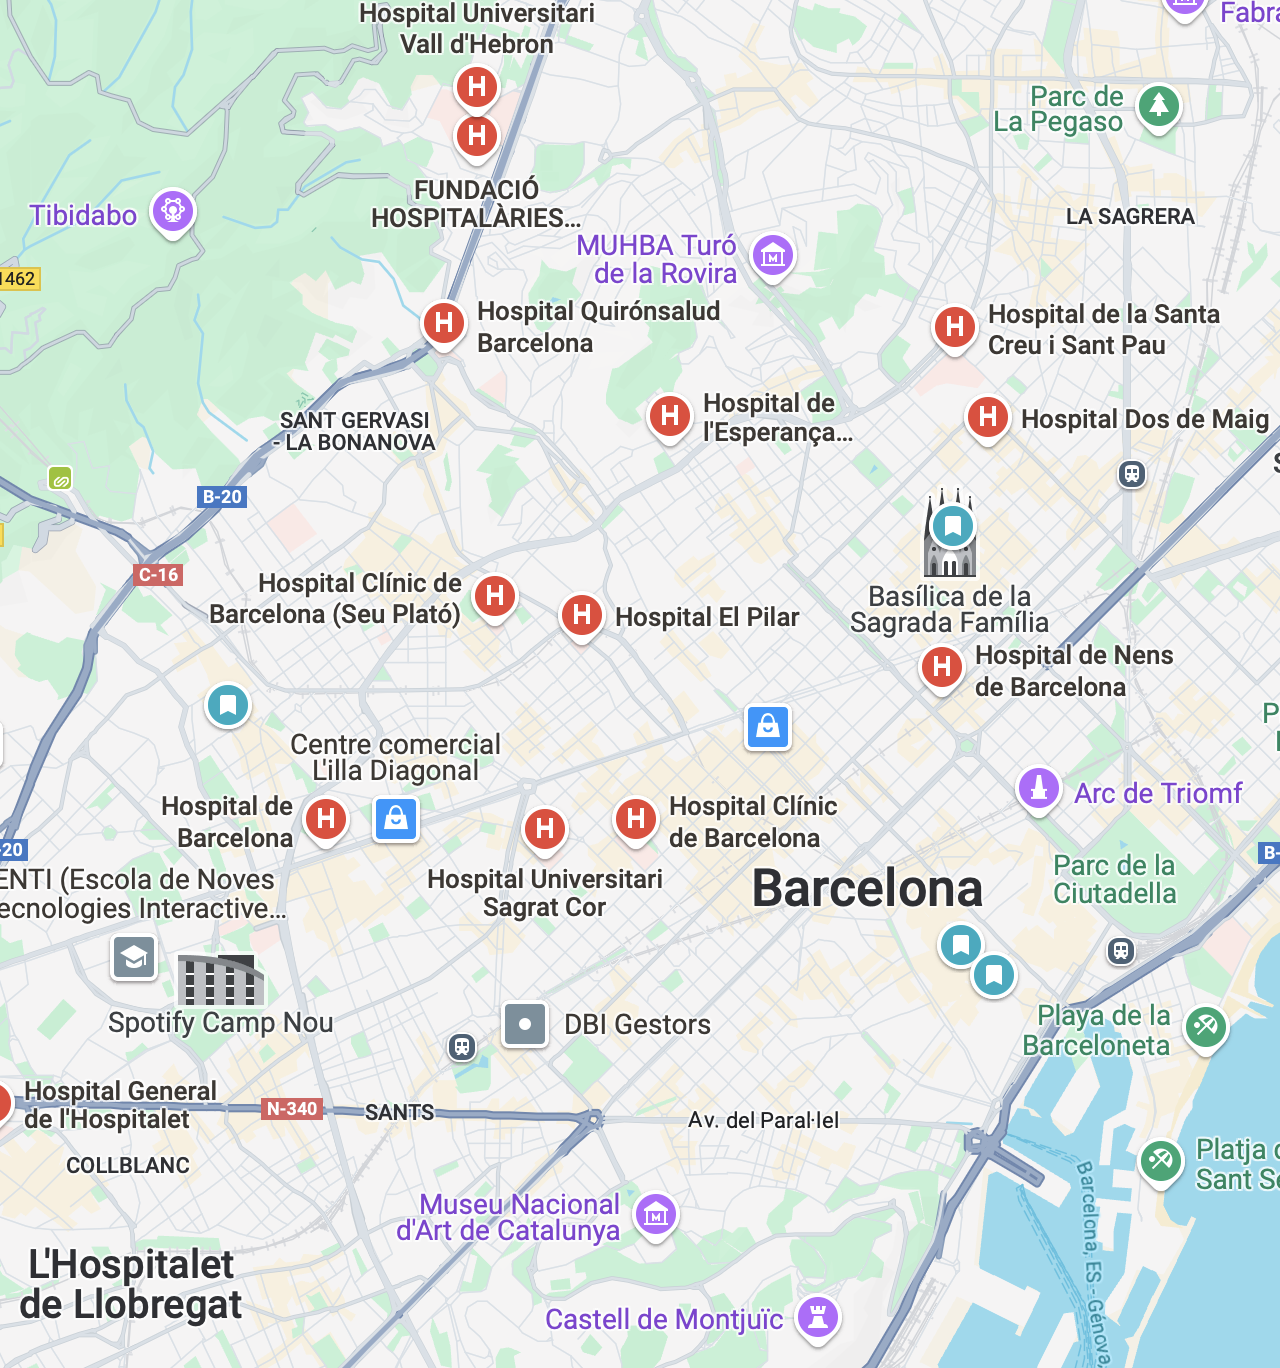 Hospital Universitari
Vall d'Hebron
Parc de
La Pegaso
FUNDACIÓ
HOSPITALÀRIES...
Tibidabo
LA SAGRERA
MUHBA Turó
de la Rovira
1462
Hospital Quirónsalud
Barcelona
Hospital de la Santa
Creu i Sant Pau
Hospital de
l'Esperança...
Hospital Dos de Maig
SANT GERVASI
- LA BONANOVA
B-20
C-16
Hospital Clínic de
Barcelona (Seu Plató)
Hospital El Pilar
Basílica de la
Sagrada Família
Hospital de Nens
de Barcelona
Centre comercial
L'illa Diagonal
Arc de Triomf
Hospital de
Barcelona
Hospital Clínic
de Barcelona
-20
ENTI (Escola de Noves
ecnologies Interactive...
Hospital Universitari
Sagrat Cor
Barcelona
Parc de la
Ciutadella
Spotify Camp Nou
DBI Gestors
Playa de la
Barceloneta
Hospital General
de l'Hospitalet
N-340
SANTS
Av. del Paral·lel
COLLBLANC
Platja
Sant
Museu Nacional
d'Art de Catalunya
Barcelona, ES - Génova,
L'Hospitalet
de Llobregat
Castell de Montjuïc